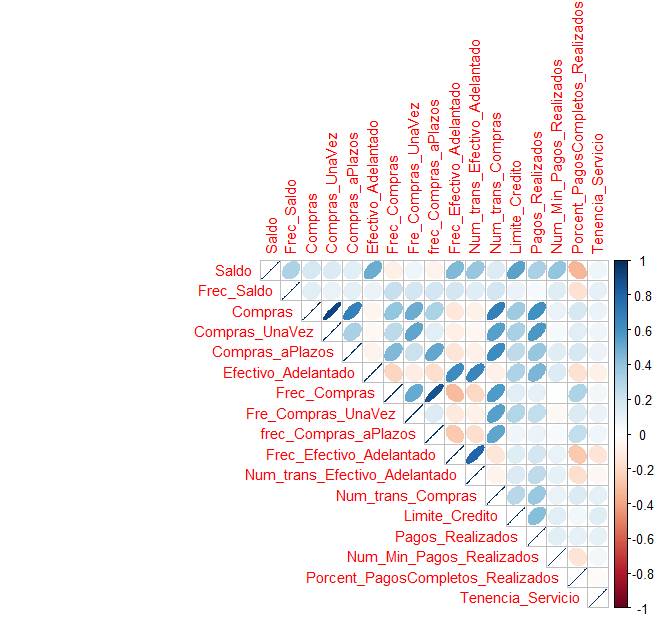 Saldo
Frec_Saldo
Compras
Compras_UnaVez
Compras_aPlazos
Efectivo_Adelantado
Frec_Compras
Fre_Compras_UnaVez
frec_Compras_aPlazos
Frec_Efectivo_Adelantado
Num_trans_Efectivo_Adelantado
Num_trans_Compras
Limite_Credito
Pagos_Realizados
Num_Min_Pagos_Realizados
Porcent_PagosCompletos_Realizados
Tenencia_Servicio
Saldo
Frec_Saldo
Compras
Compras_UnaVez
Compras_aPlazos
Efectivo_Adelantado
Frec_Compras
Fre_Compras_UnaVez
frec_Compras_aPlazos
Frec_Efectivo_Adelantado
Num_trans_Efectivo_Adelantado
Num_trans_Compras
Limite_Credito
Pagos_Realizados
Num_Min_Pagos_Realizados
Porcent_PagosCompletos_Realizados
Tenencia_Servicio
1
0.8
0.6
0.4
0.2
0
-0.2
-0.4
-0.6
-0.8
-1